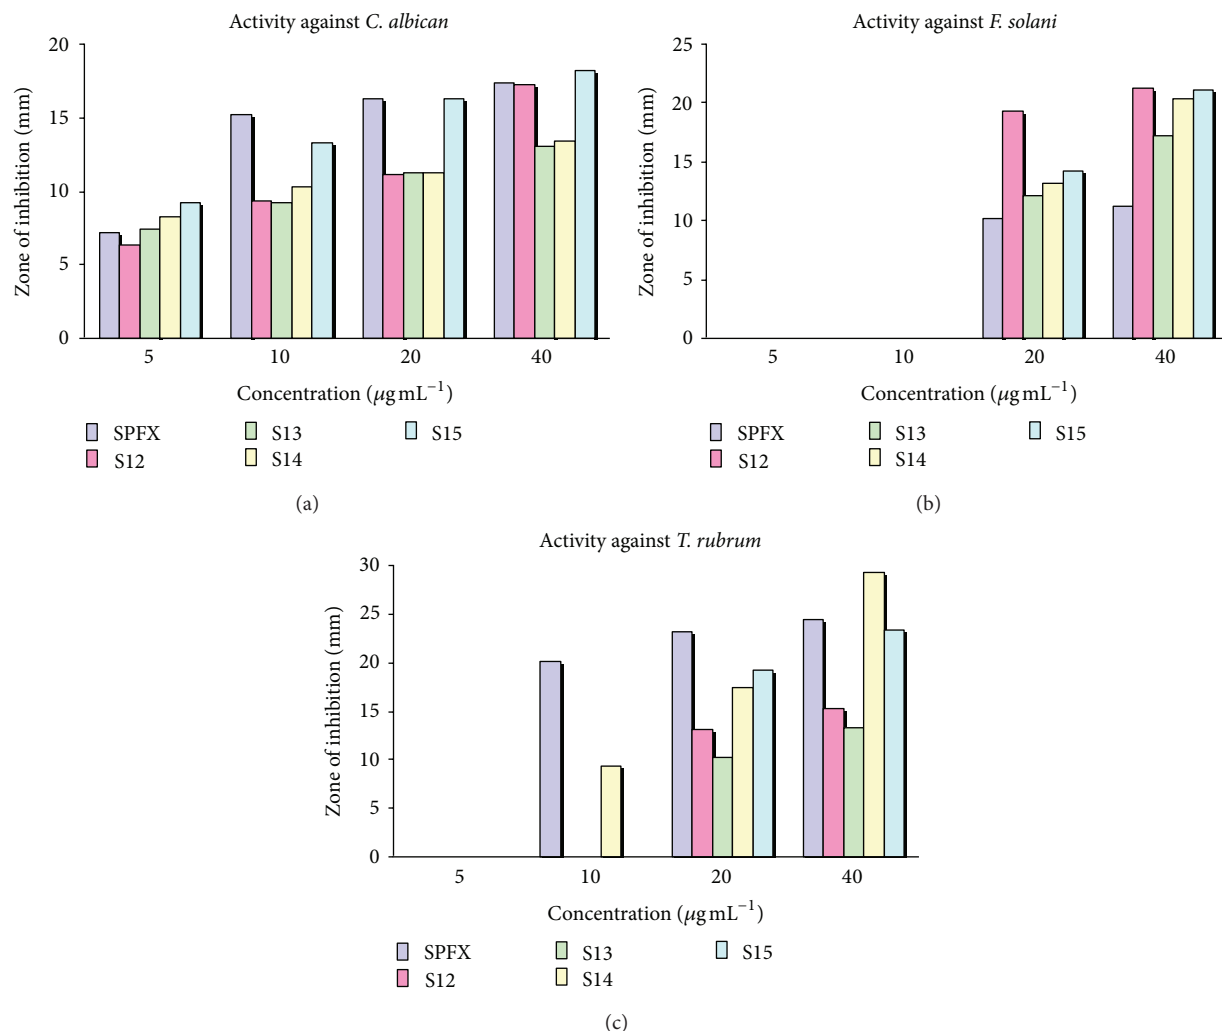 Activity against C. albican
20
15
10
5
0
Zone of inhibition (mm)
5 10 20 40
Concentration (μg mL⁻¹)
SPFX S13 S15
S12 S14
(a)
Activity against F. solani
25
20
15
10
5
0
Zone of inhibition (mm)
5 10 20 40
Concentration (μg mL⁻¹)
SPFX S13 S15
S12 S14
(b)
Activity against T. rubrum
30
25
20
15
10
5
0
Zone of inhibition (mm)
5 10 20 40
Concentration (μg mL⁻¹)
SPFX S13 S15
S12 S14
(c)